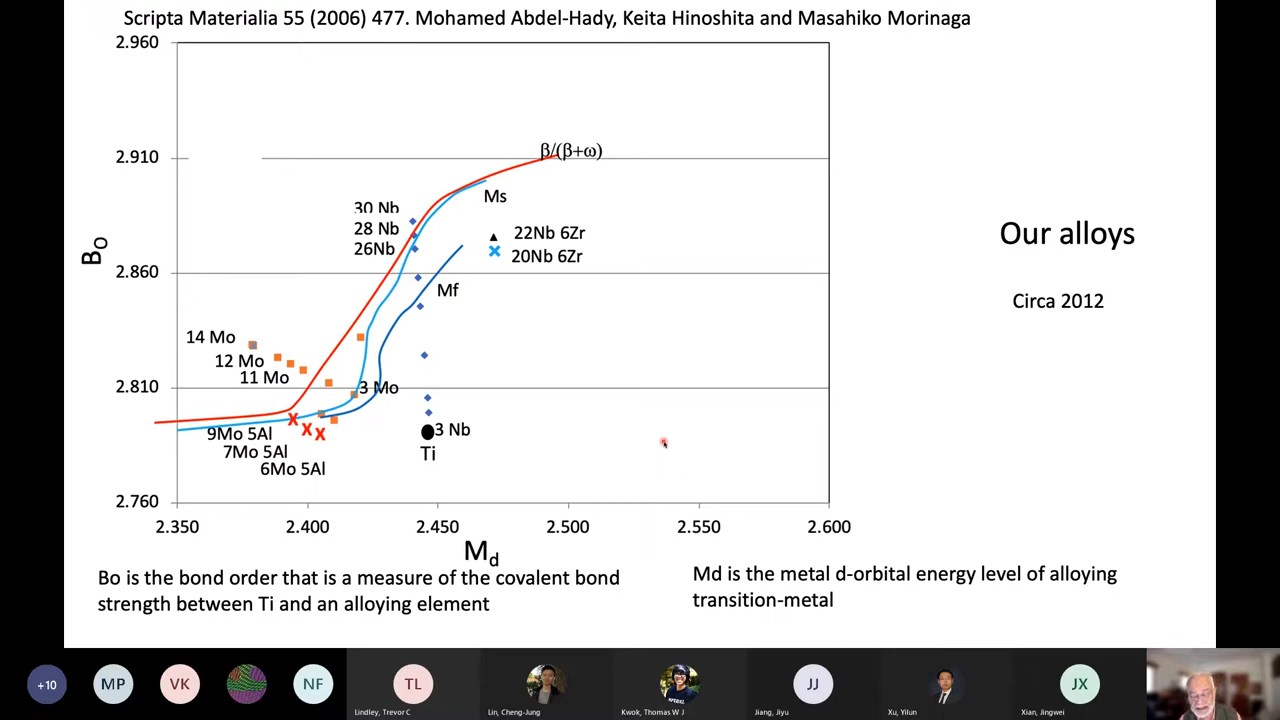 Scripta Materialia 55 (2006) 477. Mohamed Abdel-Hady, Keita Hinoshita and Masahiko Morinaga
2.960
2.910
2.860
2.810
2.760
BO
β/(β+ω)
Ms
30 Nb
28 Nb
26Nb
22Nb 6Zr
20Nb 6Zr
Mf
14 Mo
12 Mo
11 Mo
3 Mo
9Mo 5Al
7Mo 5Al
6Mo 5Al
3 Nb
Ti
2.350 2.400 2.450 2.500 2.550 2.600
Md
Our alloys
Circa 2012
Bo is the bond order that is a measure of the covalent bond
strength between Ti and an alloying element
Md is the metal d-orbital energy level of alloying
transition-metal
+10 MP VK NF TL JJ JX
Lindley, Trevor C
Lin, Cheng-Jung
Kwok, Thomas W J
Jiang, Jiyu
Xu, Yilun
Xian, Jingwei